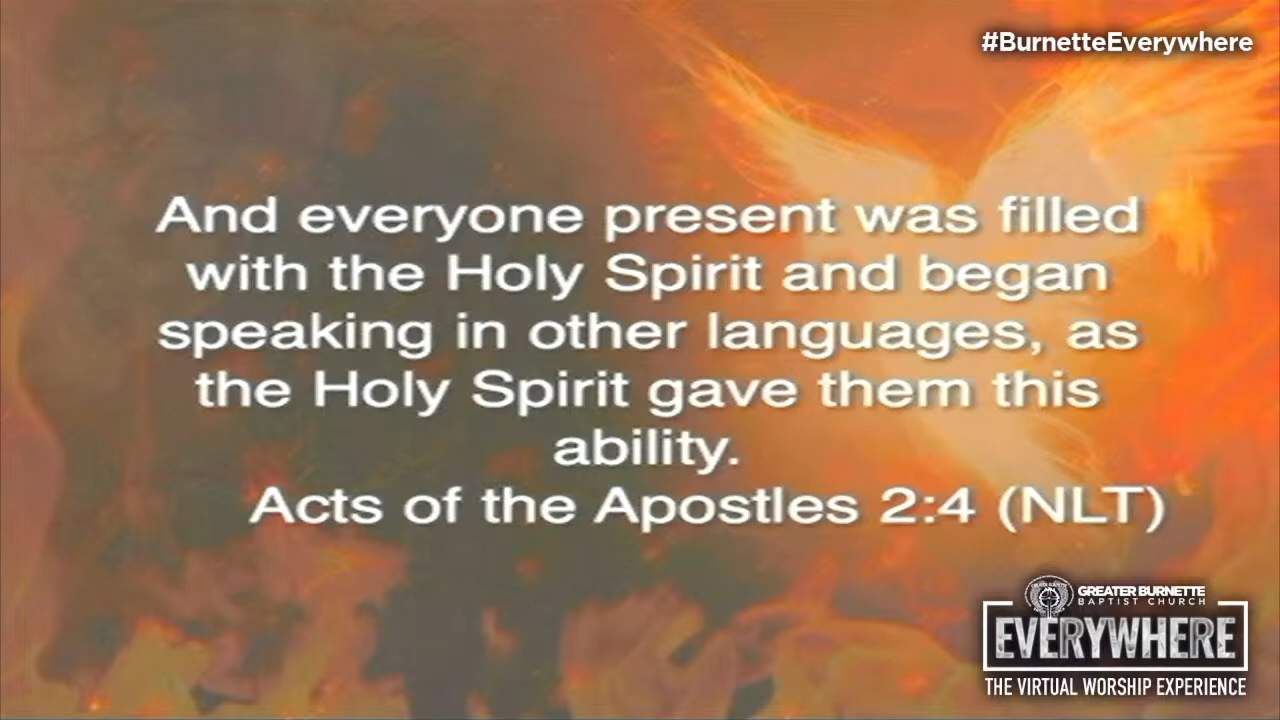 #BurnetteEverywhere
And everyone present was filled
with the Holy Spirit and began
speaking in other languages, as
the Holy Spirit gave them this
ability.
Acts of the Apostles 2:4 (NLT)
GREATER BURNETTE
BAPTIST CHURCH
EVERYWHERE
THE VIRTUAL WORSHIP EXPERIENCE